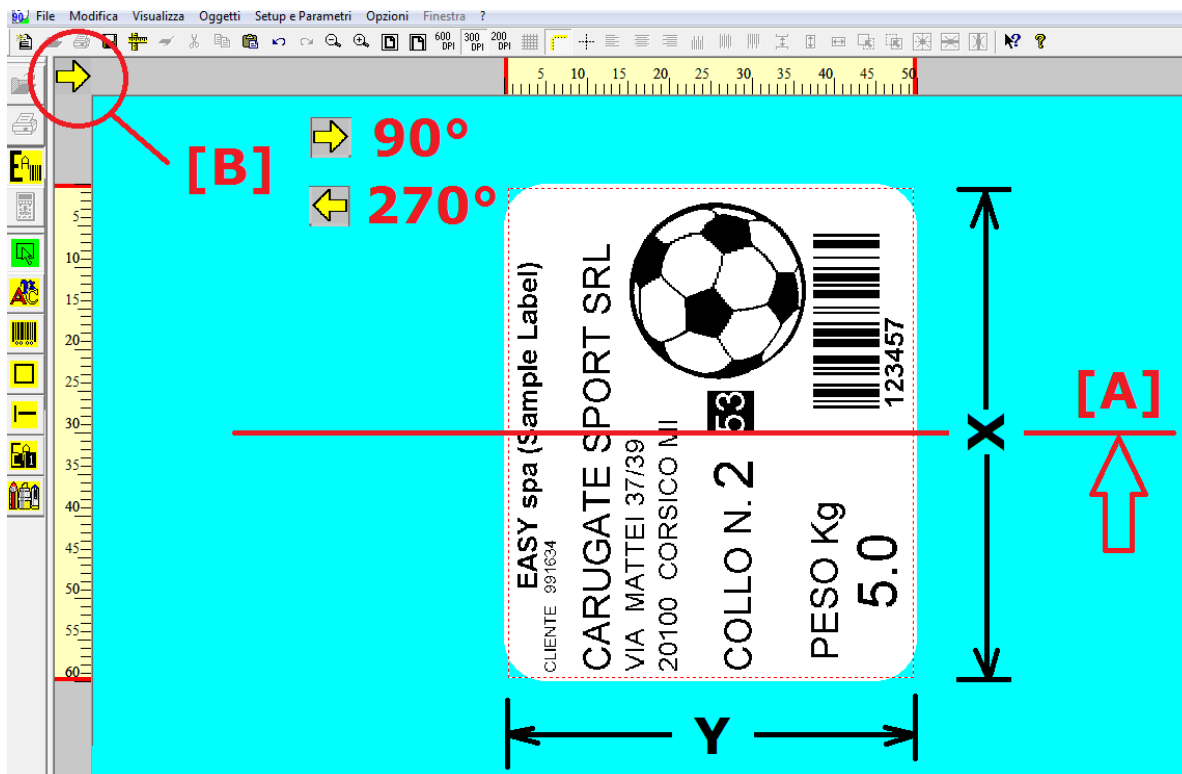 File Modifica Visualizza Oggetti Setup e Parametri Opzioni Finestra ?
600 DPI 300 DPI 200 DPI
5 10 15 20 25 30 35 40 45 50
[B]
90°
270°
5
10
15
20
25
30
35
40
45
50
55
60
EASY spa (Sample Label)
CLIENTE 991634
CARUGATE SPORT SRL
VIA MATTEI 37/39
20100 CORSICO MI
COLLO N. 2 53
PESO Kg
5.0
123457
[A]
X
Y